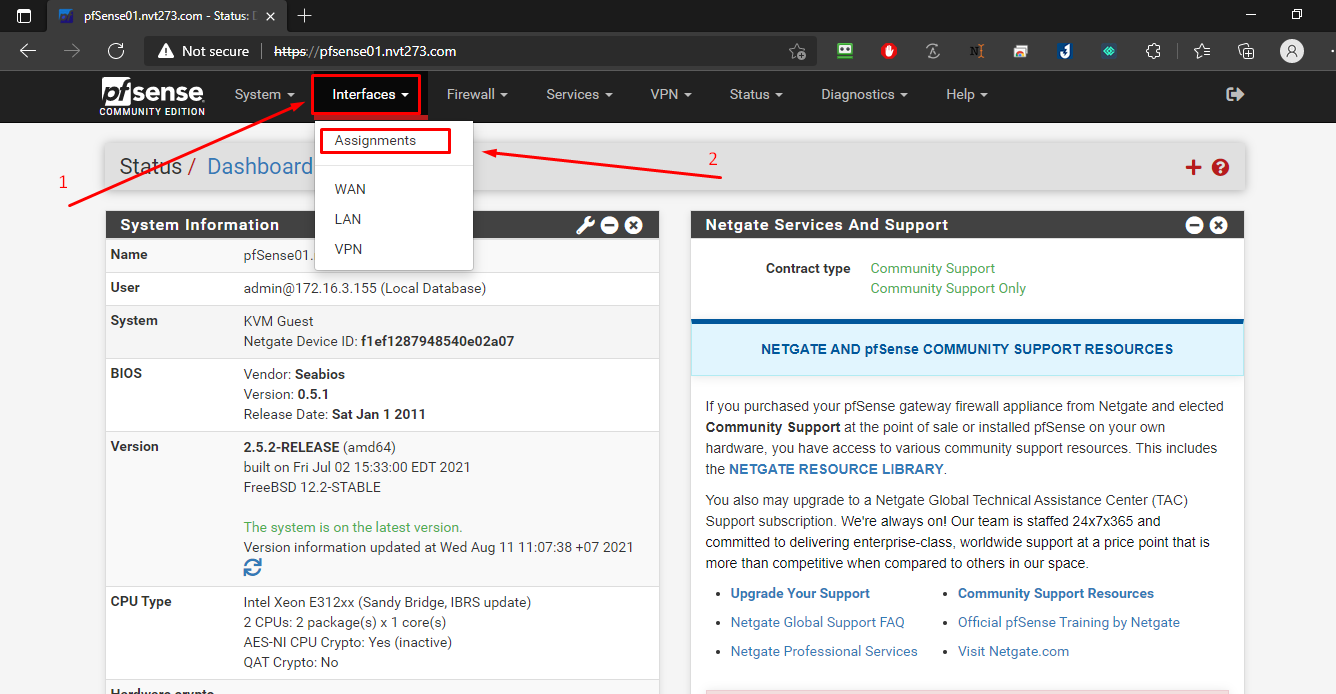 pfSense01.nvt273.com - Status: D
Not secure
https://pfsense01.nvt273.com
pfsense
COMMUNITY EDITION
System
Interfaces
Firewall
Services
VPN
Status
Diagnostics
Help
Assignments
WAN
LAN
VPN
1
2
Status / Dashboard
System Information
Name
pfSense01.
User
admin@172.16.3.155 (Local Database)
System
KVM Guest
Netgate Device ID: f1ef1287948540e02a07
BIOS
Vendor: Seabios
Version: 0.5.1
Release Date: Sat Jan 1 2011
Version
2.5.2-RELEASE (amd64)
built on Fri Jul 02 15:33:00 EDT 2021
FreeBSD 12.2-STABLE
The system is on the latest version.
Version information updated at Wed Aug 11 11:07:38 +07 2021
CPU Type
Intel Xeon E312xx (Sandy Bridge, IBRS update)
2 CPUs: 2 package(s) x 1 core(s)
AES-NI CPU Crypto: Yes (inactive)
QAT Crypto: No
Hardware crypto
Netgate Services And Support
Contract type
Community Support
Community Support Only
NETGATE AND pfSense COMMUNITY SUPPORT RESOURCES
If you purchased your pfSense gateway firewall appliance from Netgate and elected
Community Support at the point of sale or installed pfSense on your own
hardware, you have access to various community support resources. This includes
the NETGATE RESOURCE LIBRARY.
You also may upgrade to a Netgate Global Technical Assistance Center (TAC)
Support subscription. We're always on! Our team is staffed 24x7x365 and
committed to delivering enterprise-class, worldwide support at a price point that is
more than competitive when compared to others in our space.
Upgrade Your Support
Community Support Resources
Netgate Global Support FAQ
Official pfSense Training by Netgate
Netgate Professional Services
Visit Netgate.com